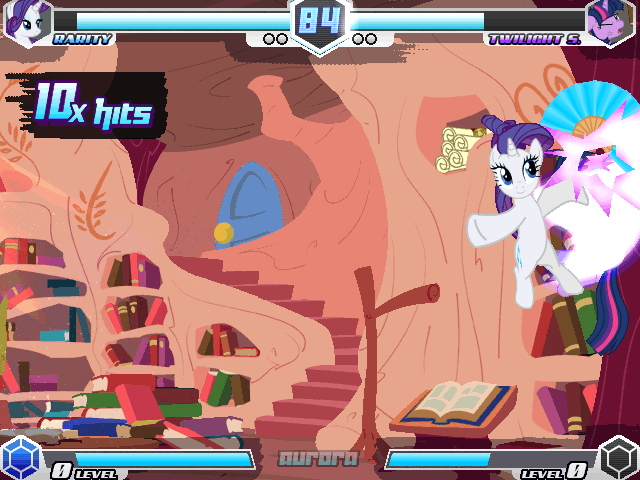 84
RARITY
TWILIGHT S.
10x hits
0 LEVEL
aurora
LEVEL 0